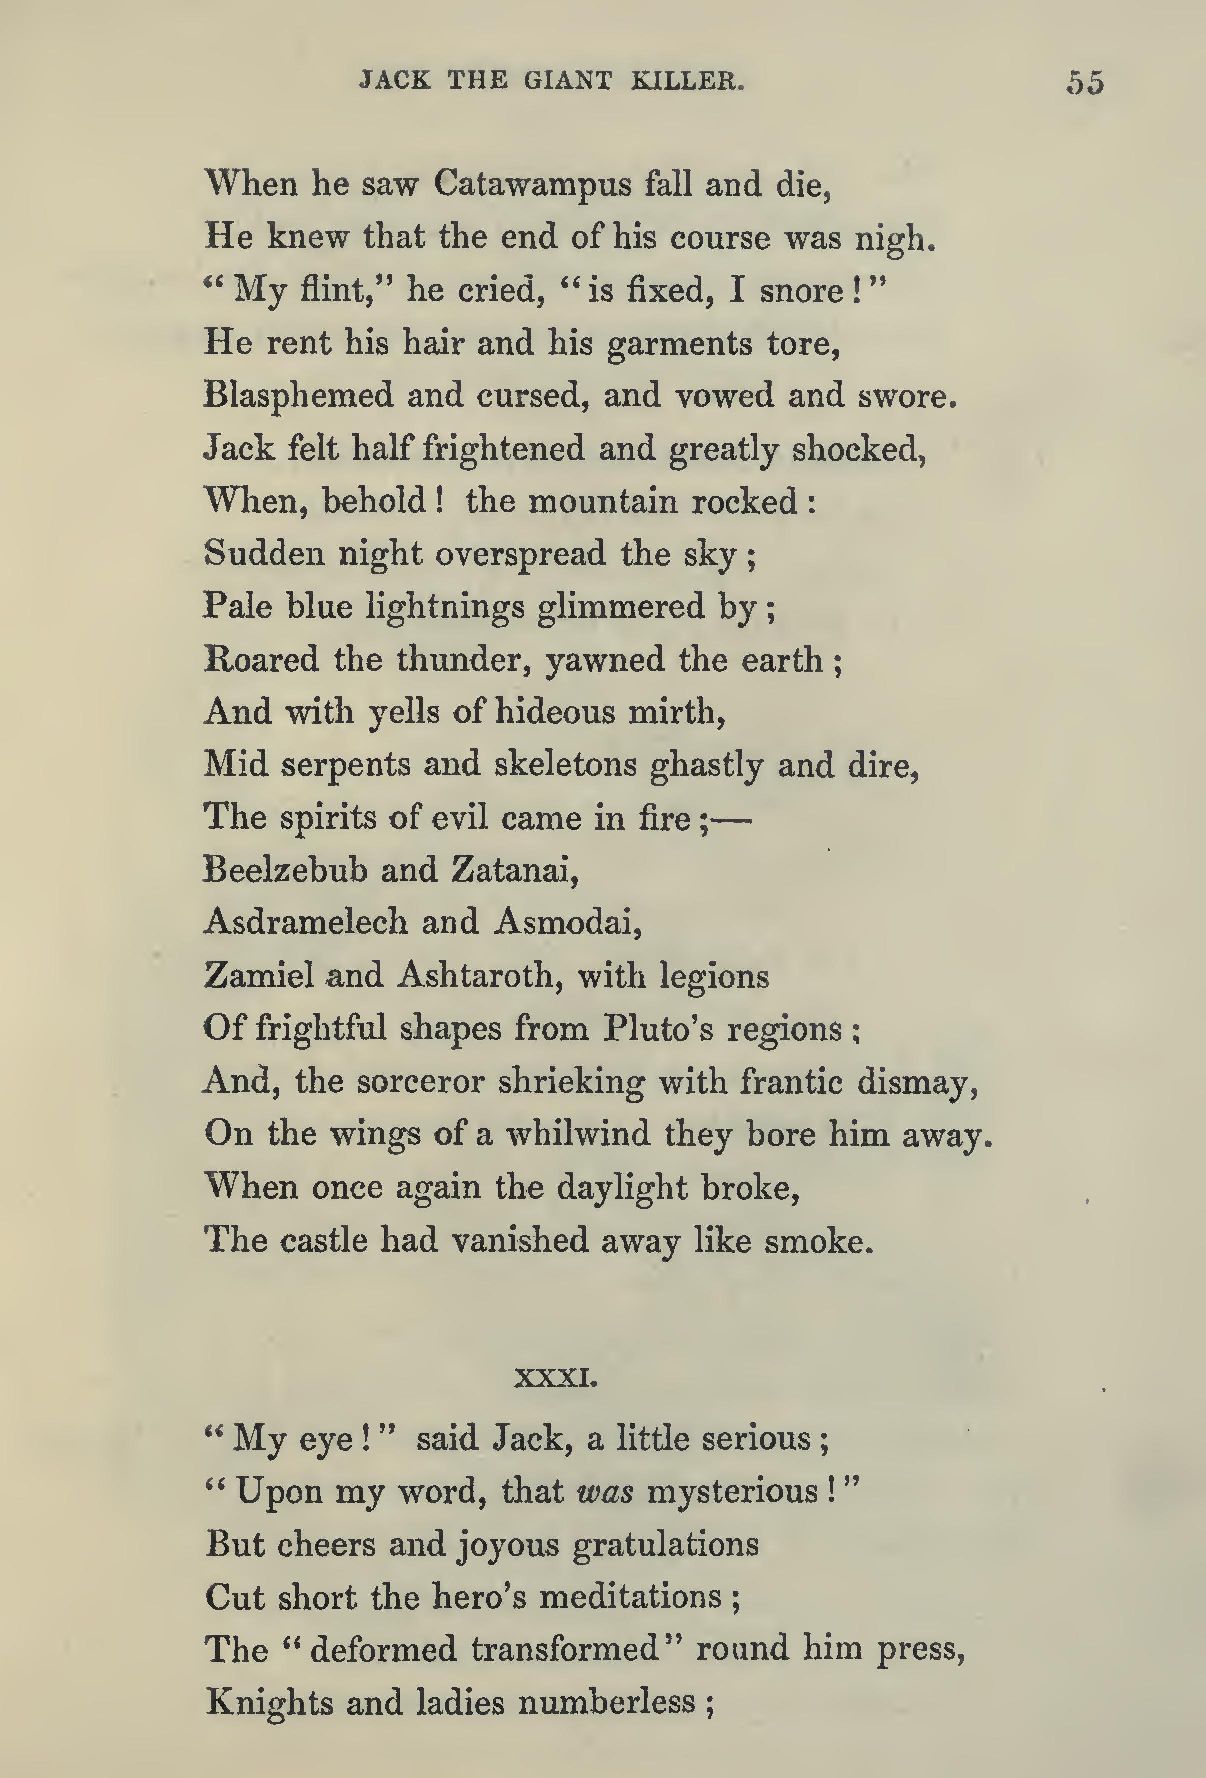 JACK THE GIANT KILLER. 55
When he saw Catawampus fall and die,
He knew that the end of his course was nigh.
“My flint,” he cried, “is fixed, I snore!”
He rent his hair and his garments tore,
Blasphemed and cursed, and vowed and swore.
Jack felt half frightened and greatly shocked,
When, behold! the mountain rocked:
Sudden night overspread the sky;
Pale blue lightnings glimmered by;
Roared the thunder, yawned the earth;
And with yells of hideous mirth,
Mid serpents and skeletons ghastly and dire,
The spirits of evil came in fire;—
Beelzebub and Zatanai,
Asdramelech and Asmodai,
Zamiel and Ashtaroth, with legions
Of frightful shapes from Pluto’s regions;
And, the sorceror shrieking with frantic dismay,
On the wings of a whilwind they bore him away.
When once again the daylight broke,
The castle had vanished away like smoke.
XXXI.
“My eye!” said Jack, a little serious;
“Upon my word, that was mysterious!”
But cheers and joyous gratulations
Cut short the hero’s meditations;
The “deformed transformed” round him press,
Knights and ladies numberless;